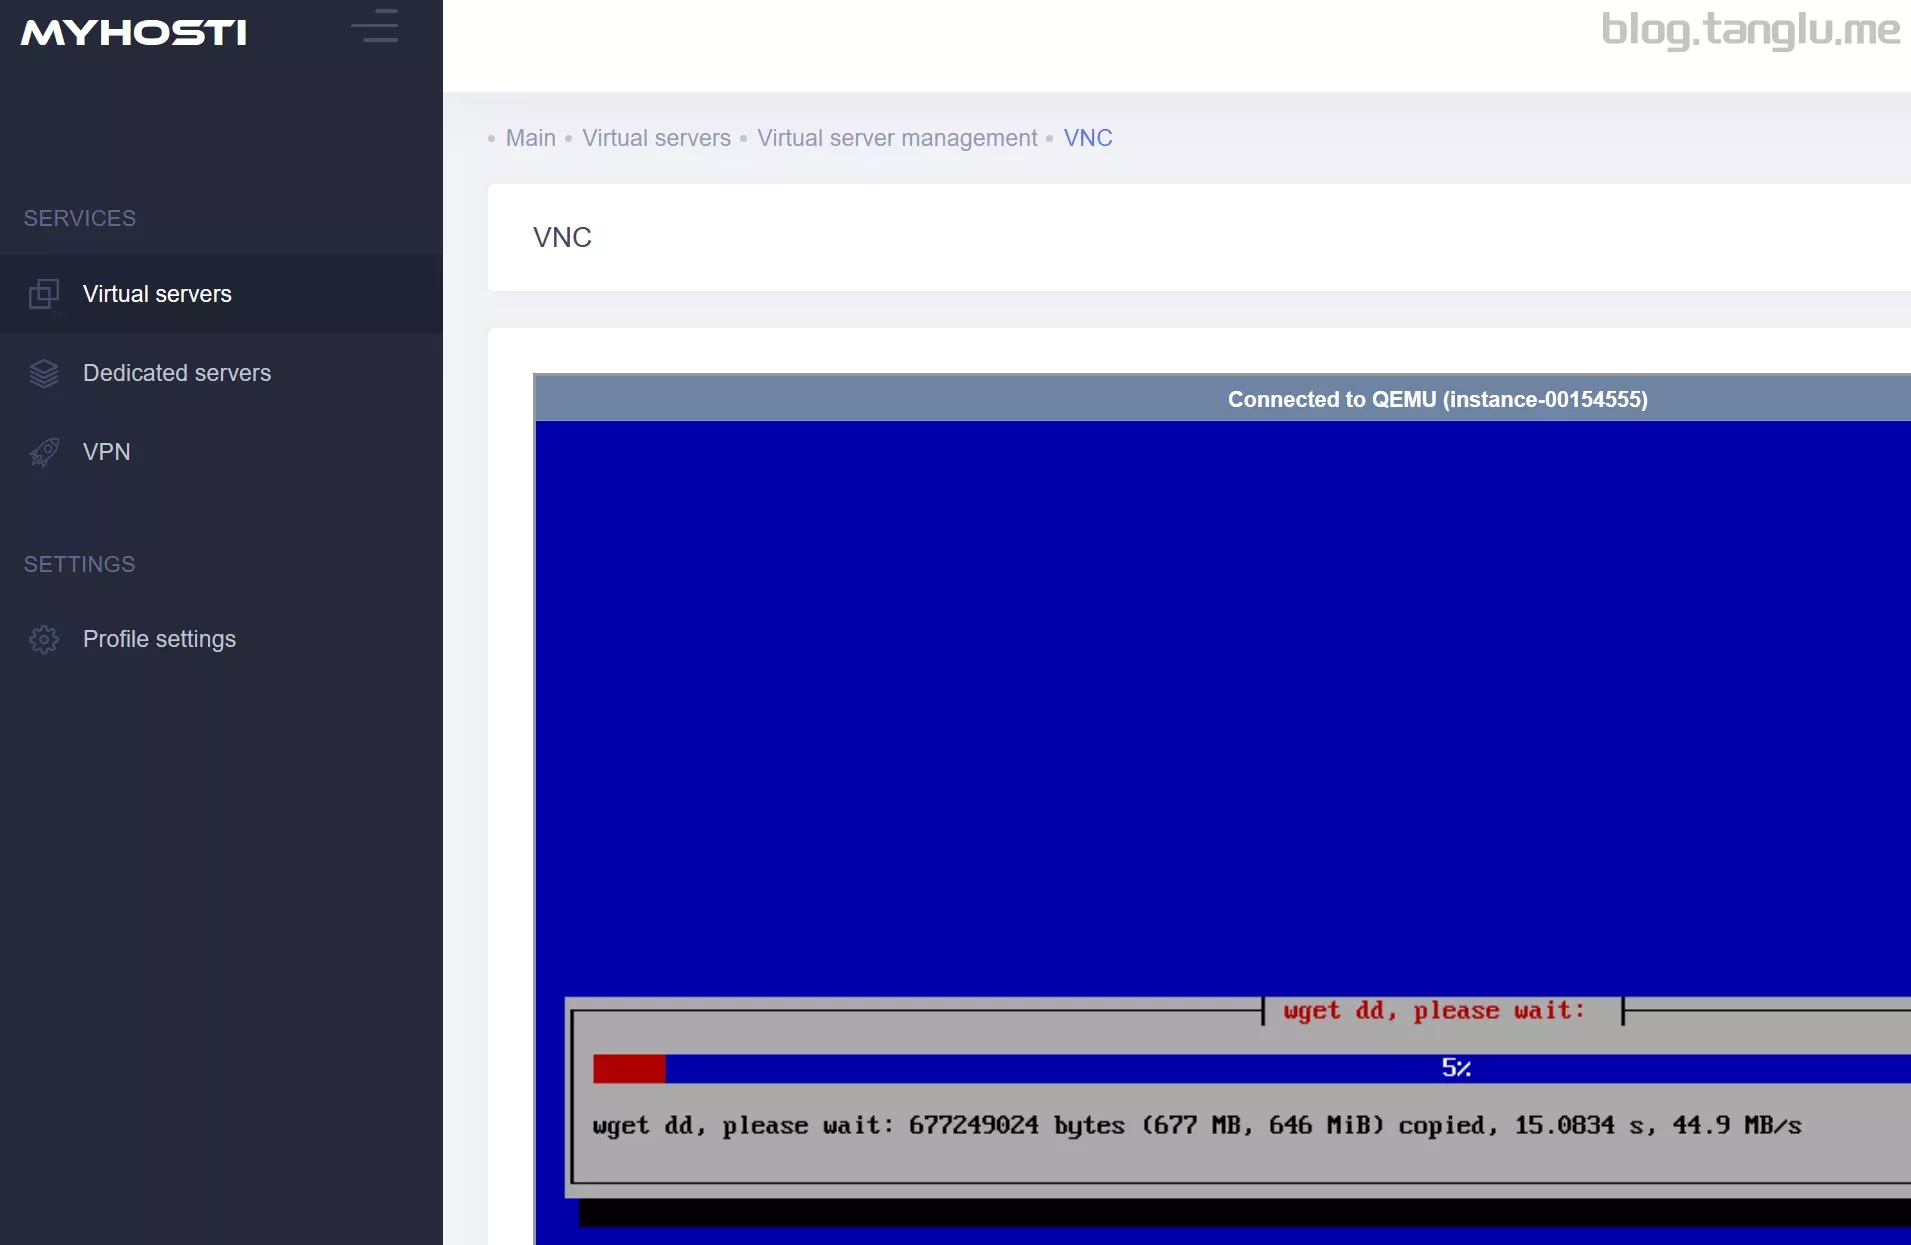 MYHOSTI
blog.tanglu.me
Main Virtual servers Virtual server management VNC
SERVICES
Virtual servers
Dedicated servers
VPN
SETTINGS
Profile settings
VNC
Connected to QEMU (instance-00154555)
wget dd, please wait:
5%
wget dd, please wait: 677249024 bytes (677 MB, 646 MiB) copied, 15.0834 s, 44.9 MB/s